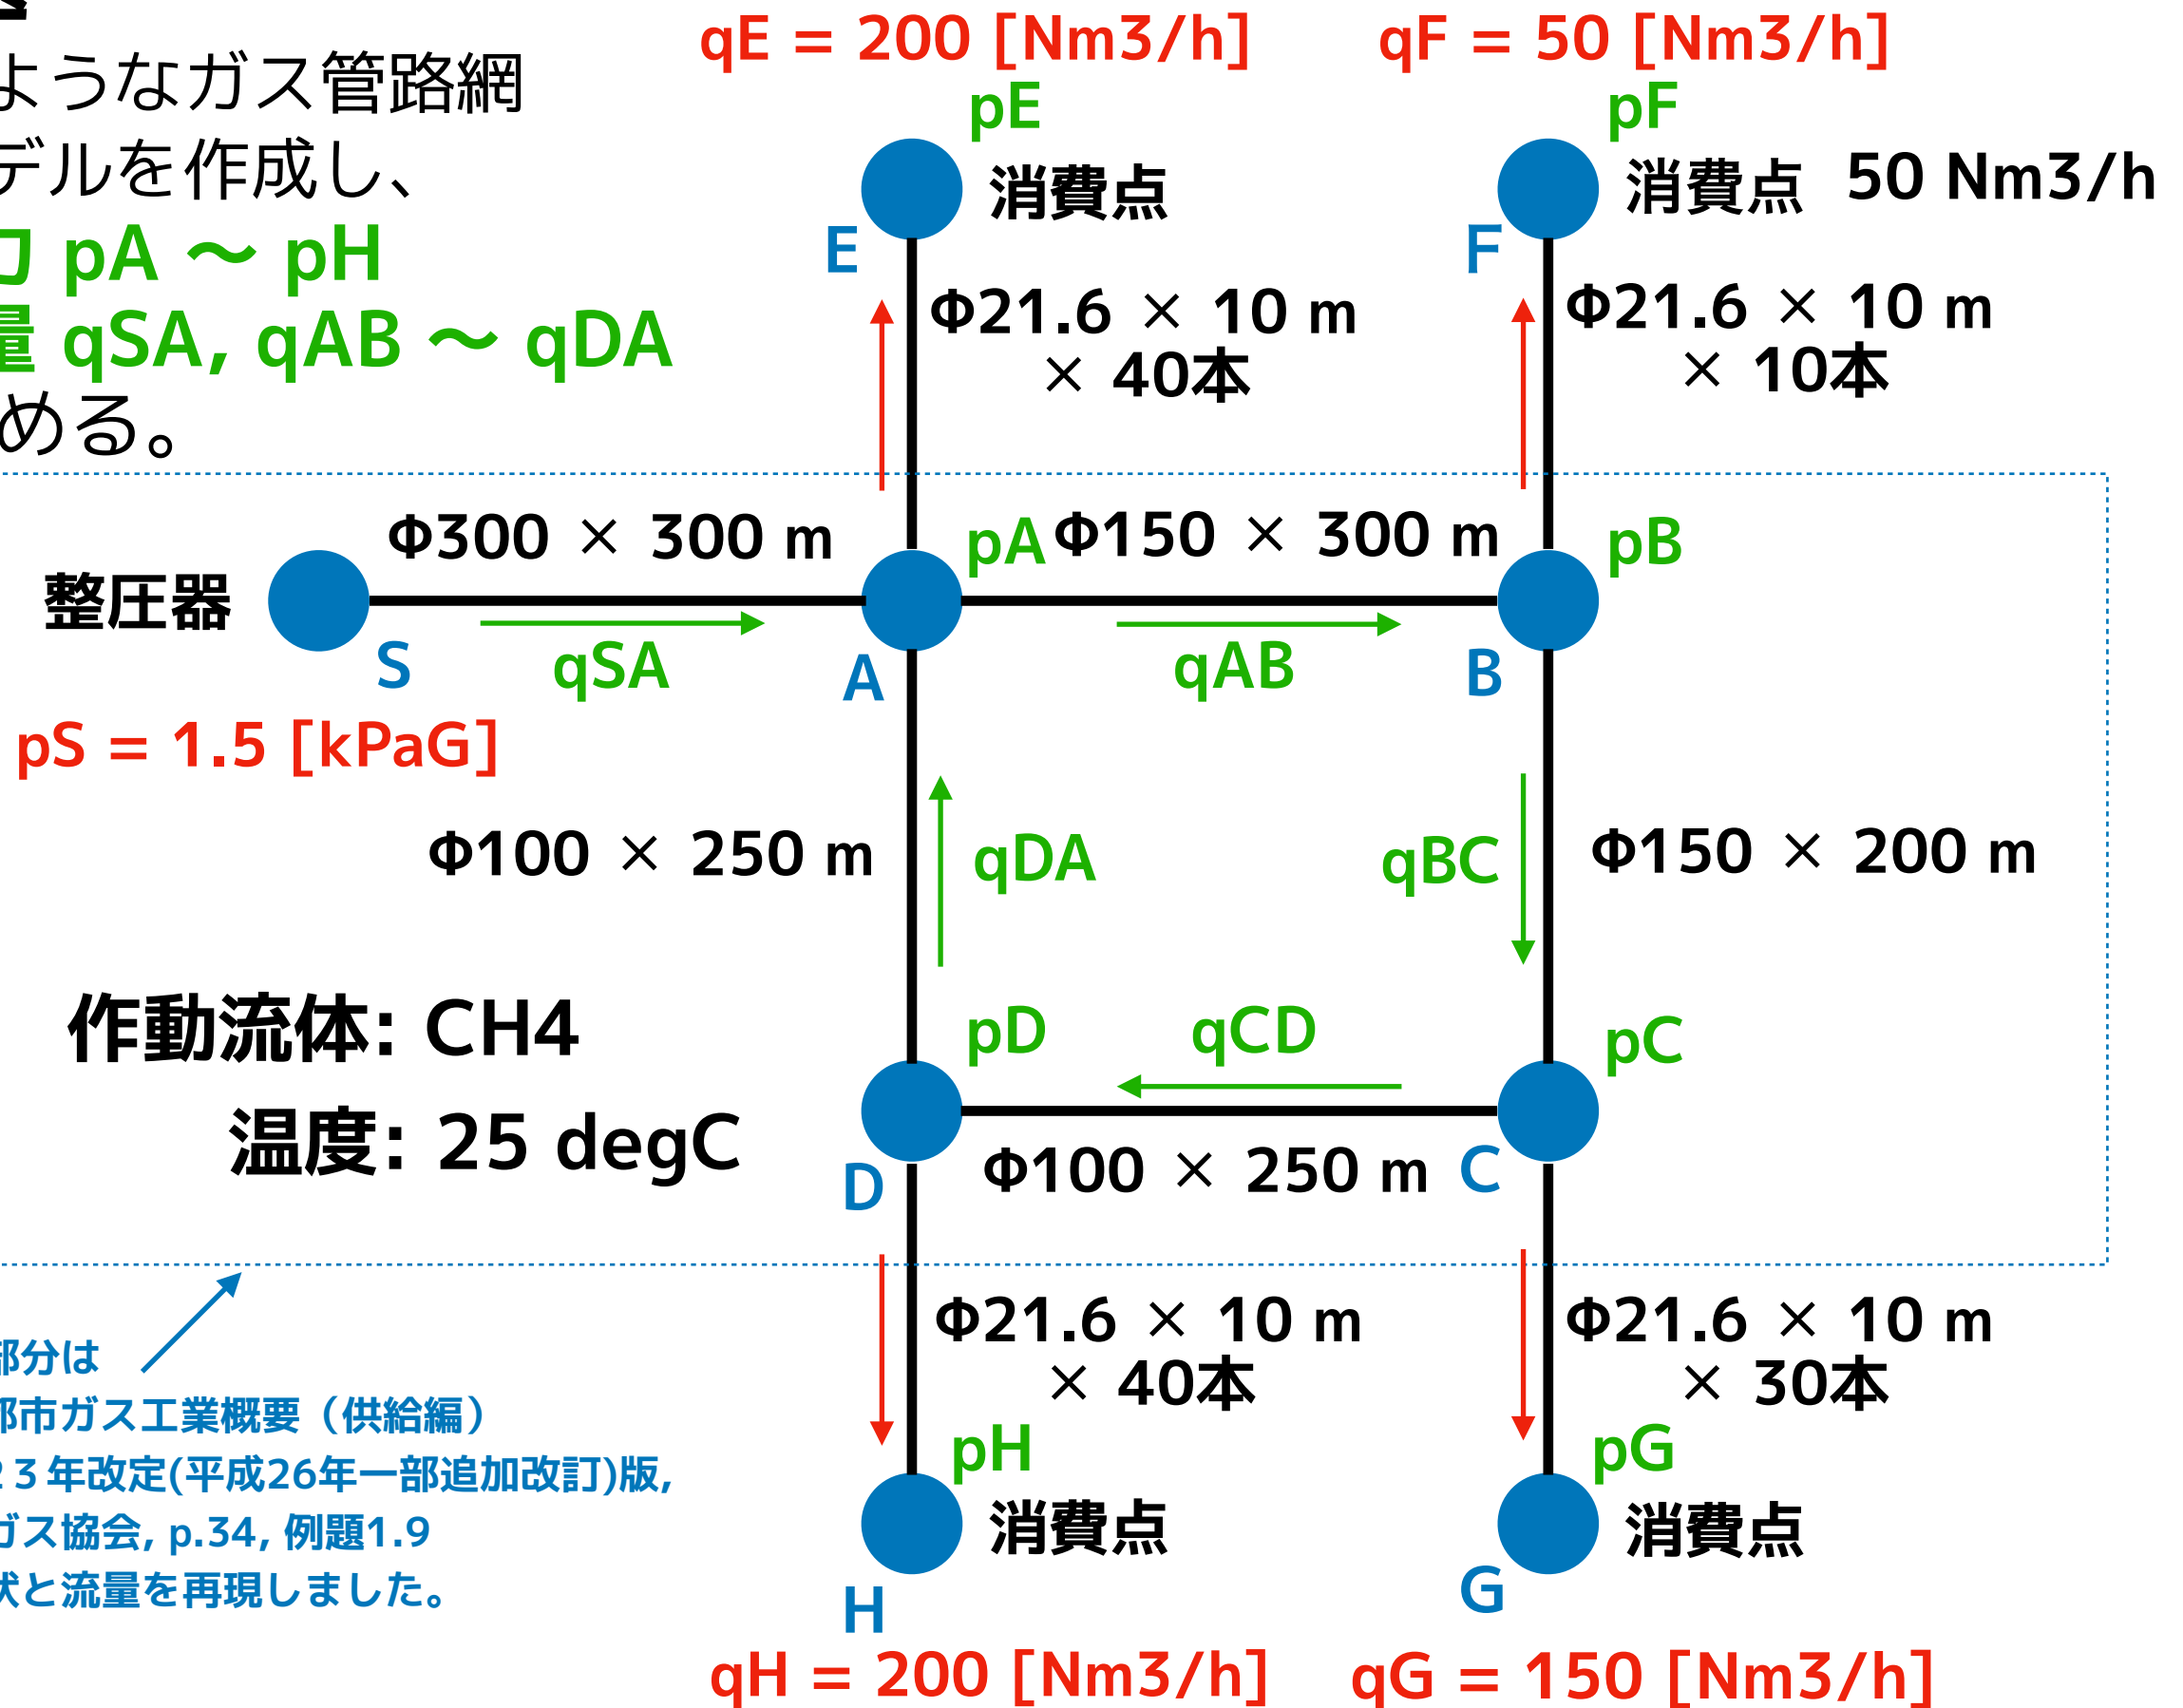 ようなガス管路網
デルを作成し、
力 pA 〜 pH
量 qSA, qAB 〜 qDA
める。
qE = 200 [Nm3/h]
qF = 50 [Nm3/h]
pE
pF
消費点
消費点 50 Nm3/h
E
F
Φ21.6 × 10 m
× 40本
Φ21.6 × 10 m
× 10本
Φ300 × 300 m
pA
Φ150 × 300 m
pB
整圧器
S
qSA
A
qAB
B
pS = 1.5 [kPaG]
Φ100 × 250 m
qDA
qBC
Φ150 × 200 m
作動流体: CH4
温度: 25 degC
pD
qCD
pC
D
Φ100 × 250 m
C
部分は
都市ガス工業概要（供給編）
２３年改定(平成26年一部追加改訂)版,
ガス協会, p.34, 例題1.9
状と流量を再現しました。
Φ21.6 × 10 m
× 40本
Φ21.6 × 10 m
× 30本
pH
pG
消費点
消費点
H
G
qH = 200 [Nm3/h]
qG = 150 [Nm3/h]